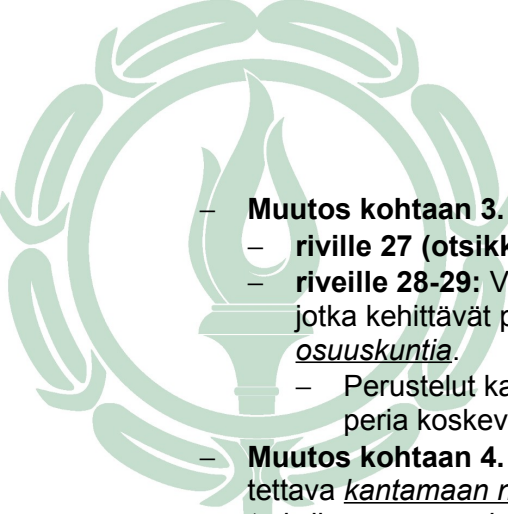 – Muutos kohtaan 3.
– riville 27 (otsikk
– riveille 28-29: V
jotka kehittävät p
osuuskuntia.
– Perustelut ka
peria koskev
– Muutos kohtaan 4.
tettava kantamaan